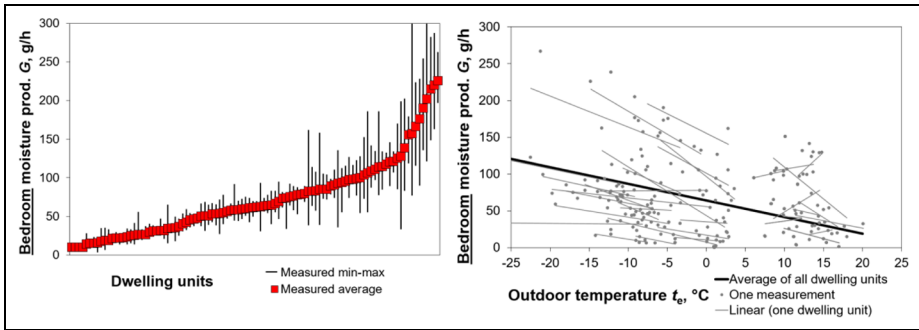 Bedroom moisture prod. G, g/h
300
250
200
150
100
50
0
Dwelling units
Measured min-max
Measured average
Bedroom moisture prod. G, g/h
300
250
200
150
100
50
0
-25 -20 -15 -10 -5 0 5 10 15 20 25
Outdoor temperature te, °C
Average of all dwelling units
One measurement
Linear (one dwelling unit)